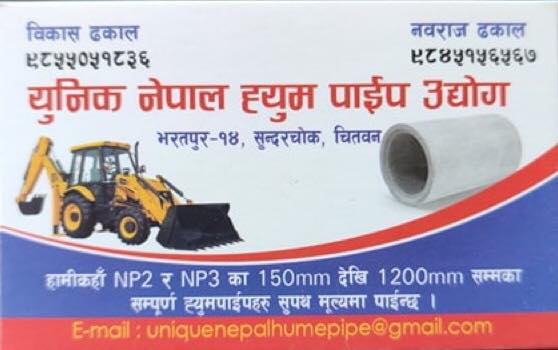 विकास ढकाल
९८५५०५१८३६
नवराज ढकाल
९८४५१५६५६७
युनिक नेपाल ह्युम पाईप उद्योग
भरतपुर-१४, सुन्दरचोक, चितवन
हामीकहाँ NP2 र NP3 का 150mm देखि 1200mm सम्मका
सम्पूर्ण ह्युमपाईपहरु सुपथ मूल्यमा पाईन्छ ।
E-mail : uniquenepalhumepipe@gmail.com